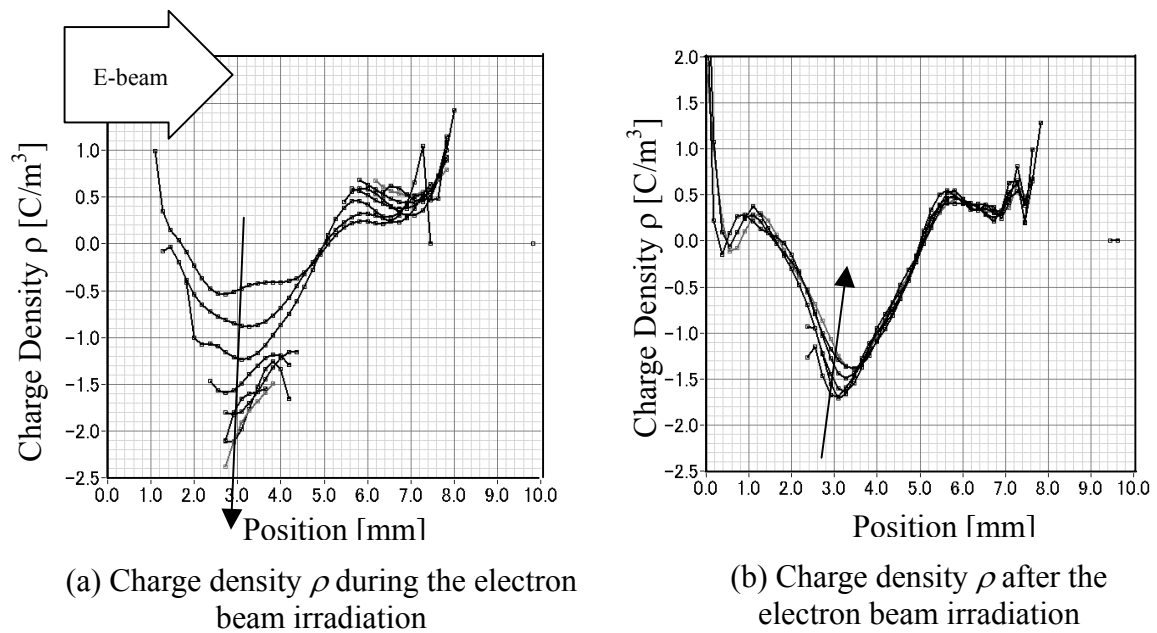 E-beam
Charge Density ρ [C/m³]
1.0
0.5
0.0
−0.5
−1.0
−1.5
−2.0
−2.5
0.0 1.0 2.0 3.0 4.0 5.0 6.0 7.0 8.0 9.0 10.0
Position [mm]
(a) Charge density ρ during the electron
beam irradiation
Charge Density ρ [C/m³]
2.0
1.5
1.0
0.5
0.0
−0.5
−1.0
−1.5
−2.0
−2.5
0.0 1.0 2.0 3.0 4.0 5.0 6.0 7.0 8.0 9.0 10.0
Position [mm]
(b) Charge density ρ after the
electron beam irradiation